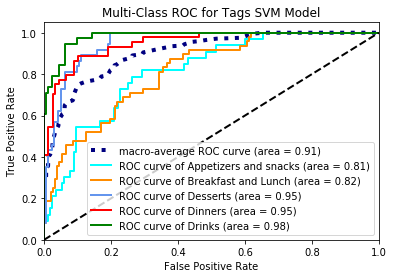 Multi-Class ROC for Tags SVM Model
True Positive Rate
1.0
0.8
0.6
0.4
0.2
0.0
macro-average ROC curve (area = 0.91)
ROC curve of Appetizers and snacks (area = 0.81)
ROC curve of Breakfast and Lunch (area = 0.82)
ROC curve of Desserts (area = 0.95)
ROC curve of Dinners (area = 0.95)
ROC curve of Drinks (area = 0.98)
0.0 0.2 0.4 0.6 0.8 1.0
False Positive Rate